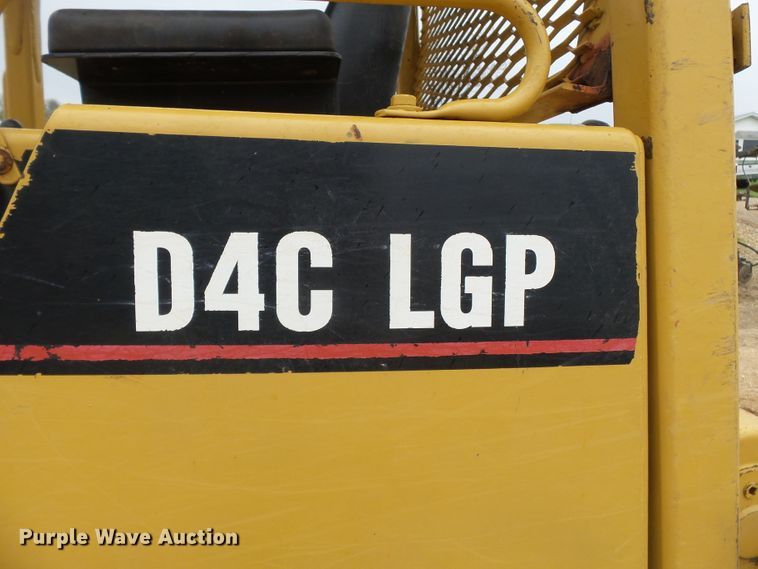 D4C LGP
Purple Wave Auction